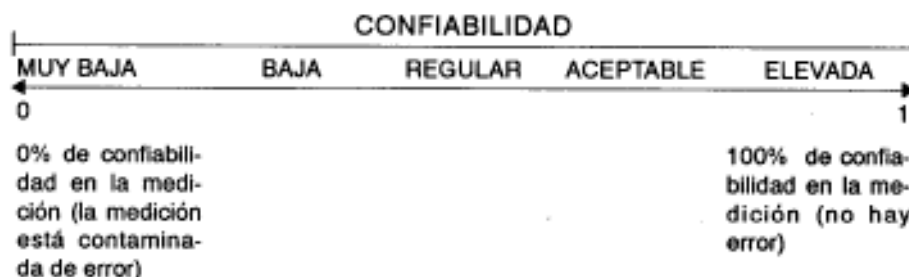 CONFIABILIDAD
MUY BAJA BAJA REGULAR ACEPTABLE ELEVADA
0 1
0% de confiabili-
dad en la medi-
ción (la medición
está contamina-
da de error)
100% de confia-
bilidad en la me-
dición (no hay
error)